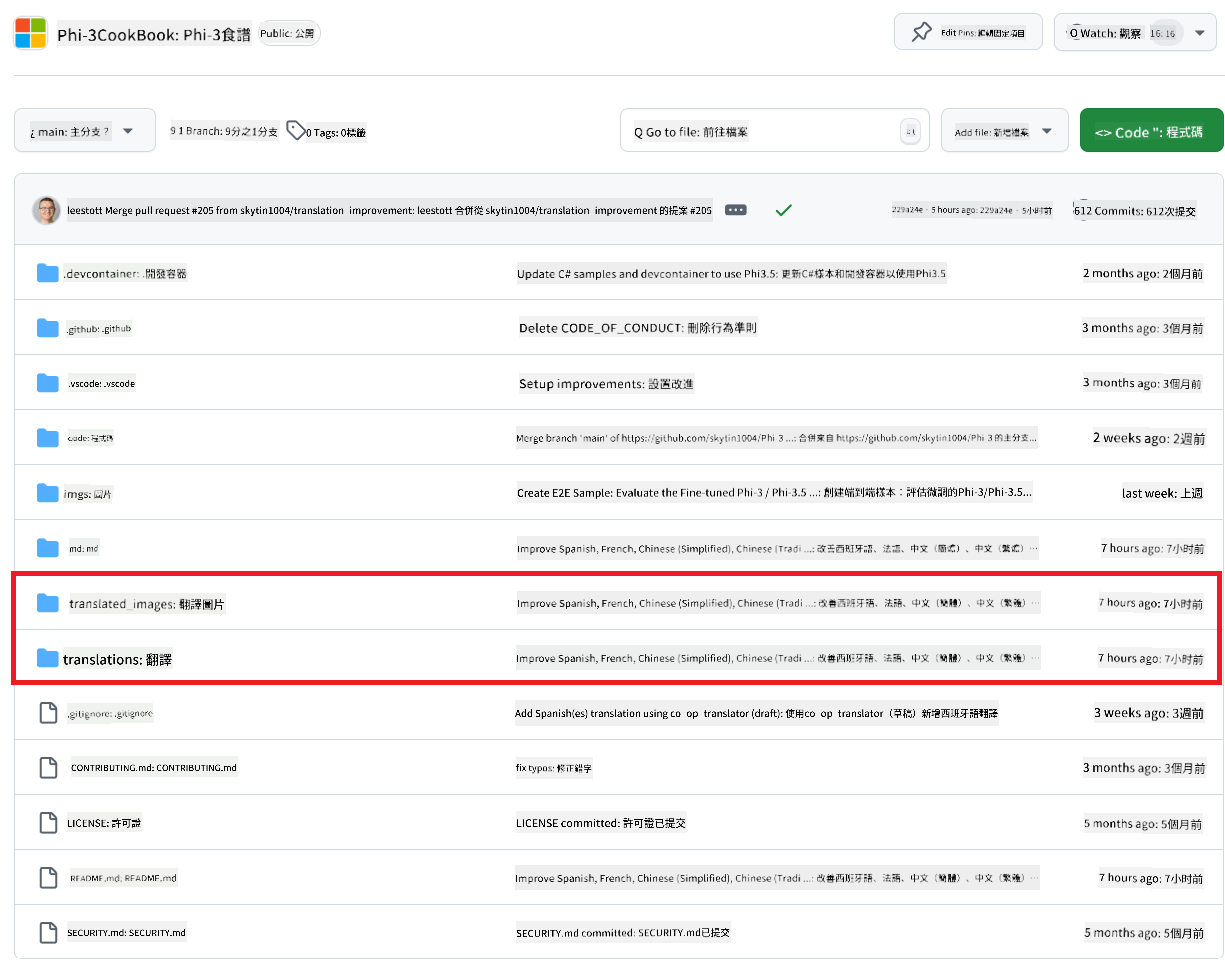 Phi-3CookBook: Phi-3食譜 Public: 公開 Edit Pins: 編輯固定項目 Watch: 觀察 16: 16
¿ main: 主分支 ? 9 1 Branch: 9分之1分支 0 Tags: 0標籤 Q Go to file: 前往檔案 Add file: 新增檔案 <> Code ": 程式碼
leestott Merge pull request #205 from skytin1004/translation improvement: leestott 合併從 skytin1004/translation improvement 的提案 #205 229a24e · 5 hours ago: 229a24e · 5小时前 612 Commits: 612次提交
.devcontainer: .開發容器 Update C# samples and devcontainer to use Phi3.5: 更新C#樣本和開發容器以使用Phi3.5 2 months ago: 2個月前
.github: .github Delete CODE_OF_CONDUCT: 刪除行為準則 3 months ago: 3個月前
.vscode: .vscode Setup improvements: 設置改進 3 months ago: 3個月前
code: 程式碼 Merge branch 'main' of https://github.com/skytin1004/Phi-3 ...: 合併來自 https://github.com/skytin1004/Phi-3 的主分支... 2 weeks ago: 2週前
imgs: 圖片 Create E2E Sample: Evaluate the Fine-tuned Phi-3 / Phi-3.5 ...: 創建端到端樣本：評估微調的Phi-3/Phi-3.5... last week: 上週
md: md Improve Spanish, French, Chinese (Simplified), Chinese (Tradi ...: 改善西班牙語、法語、中文（簡體）、中文（繁體）... 7 hours ago: 7小时前
translated_images: 翻譯圖片 Improve Spanish, French, Chinese (Simplified), Chinese (Tradi ...: 改善西班牙語、法語、中文（簡體）、中文（繁體）... 7 hours ago: 7小时前
translations: 翻譯 Improve Spanish, French, Chinese (Simplified), Chinese (Tradi ...: 改善西班牙語、法語、中文（簡體）、中文（繁體）... 7 hours ago: 7小时前
.gitignore: .gitignore Add Spanish(es) translation using co op translator (draft): 使用co op translator（草稿）新增西班牙語翻譯 3 weeks ago: 3週前
CONTRIBUTING.md: CONTRIBUTING.md fix typos: 修正錯字 3 months ago: 3個月前
LICENSE: 許可證 LICENSE committed: 許可證已提交 5 months ago: 5個月前
README.md: README.md Improve Spanish, French, Chinese (Simplified), Chinese (Tradi ...: 改善西班牙語、法語、中文（簡體）、中文（繁體）... 7 hours ago: 7小时前
SECURITY.md: SECURITY.md SECURITY.md committed: SECURITY.md已提交 5 months ago: 5個月前